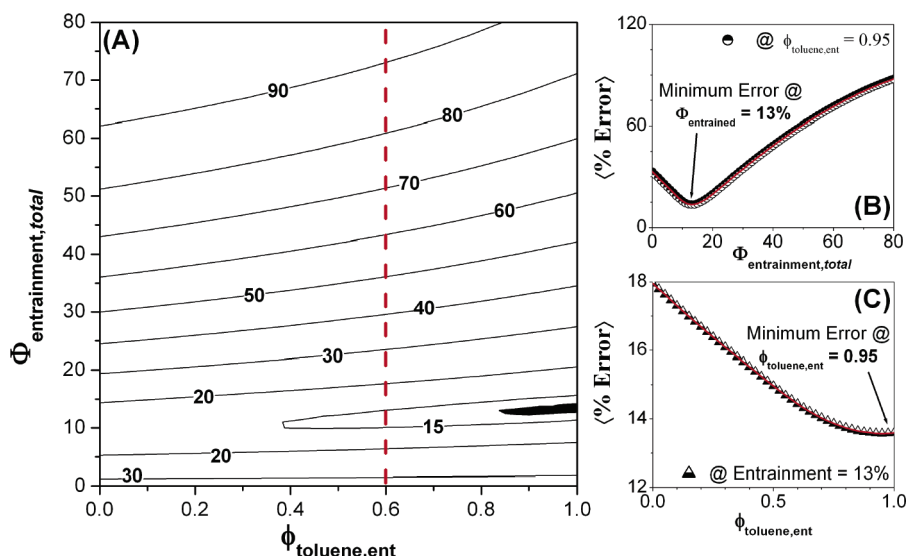 (A)
80
70
60
50
40
30
20
10
0
Φentrainment,total
90
80
70
60
50
40
30
20
15
20
30
0.0 0.2 0.4 0.6 0.8 1.0
ϕtoluene,ent
120
90
60
30
0
⟨% Error⟩
@ ϕtoluene,ent = 0.95
Minimum Error @
Φentrained = 13%
(B)
0 20 40 60 80
Φentrainment,total
18
16
14
12
⟨% Error⟩
(C)
Minimum Error @
ϕtoluene,ent = 0.95
@ Entrainment = 13%
0.0 0.5 1.0
ϕtoluene,ent